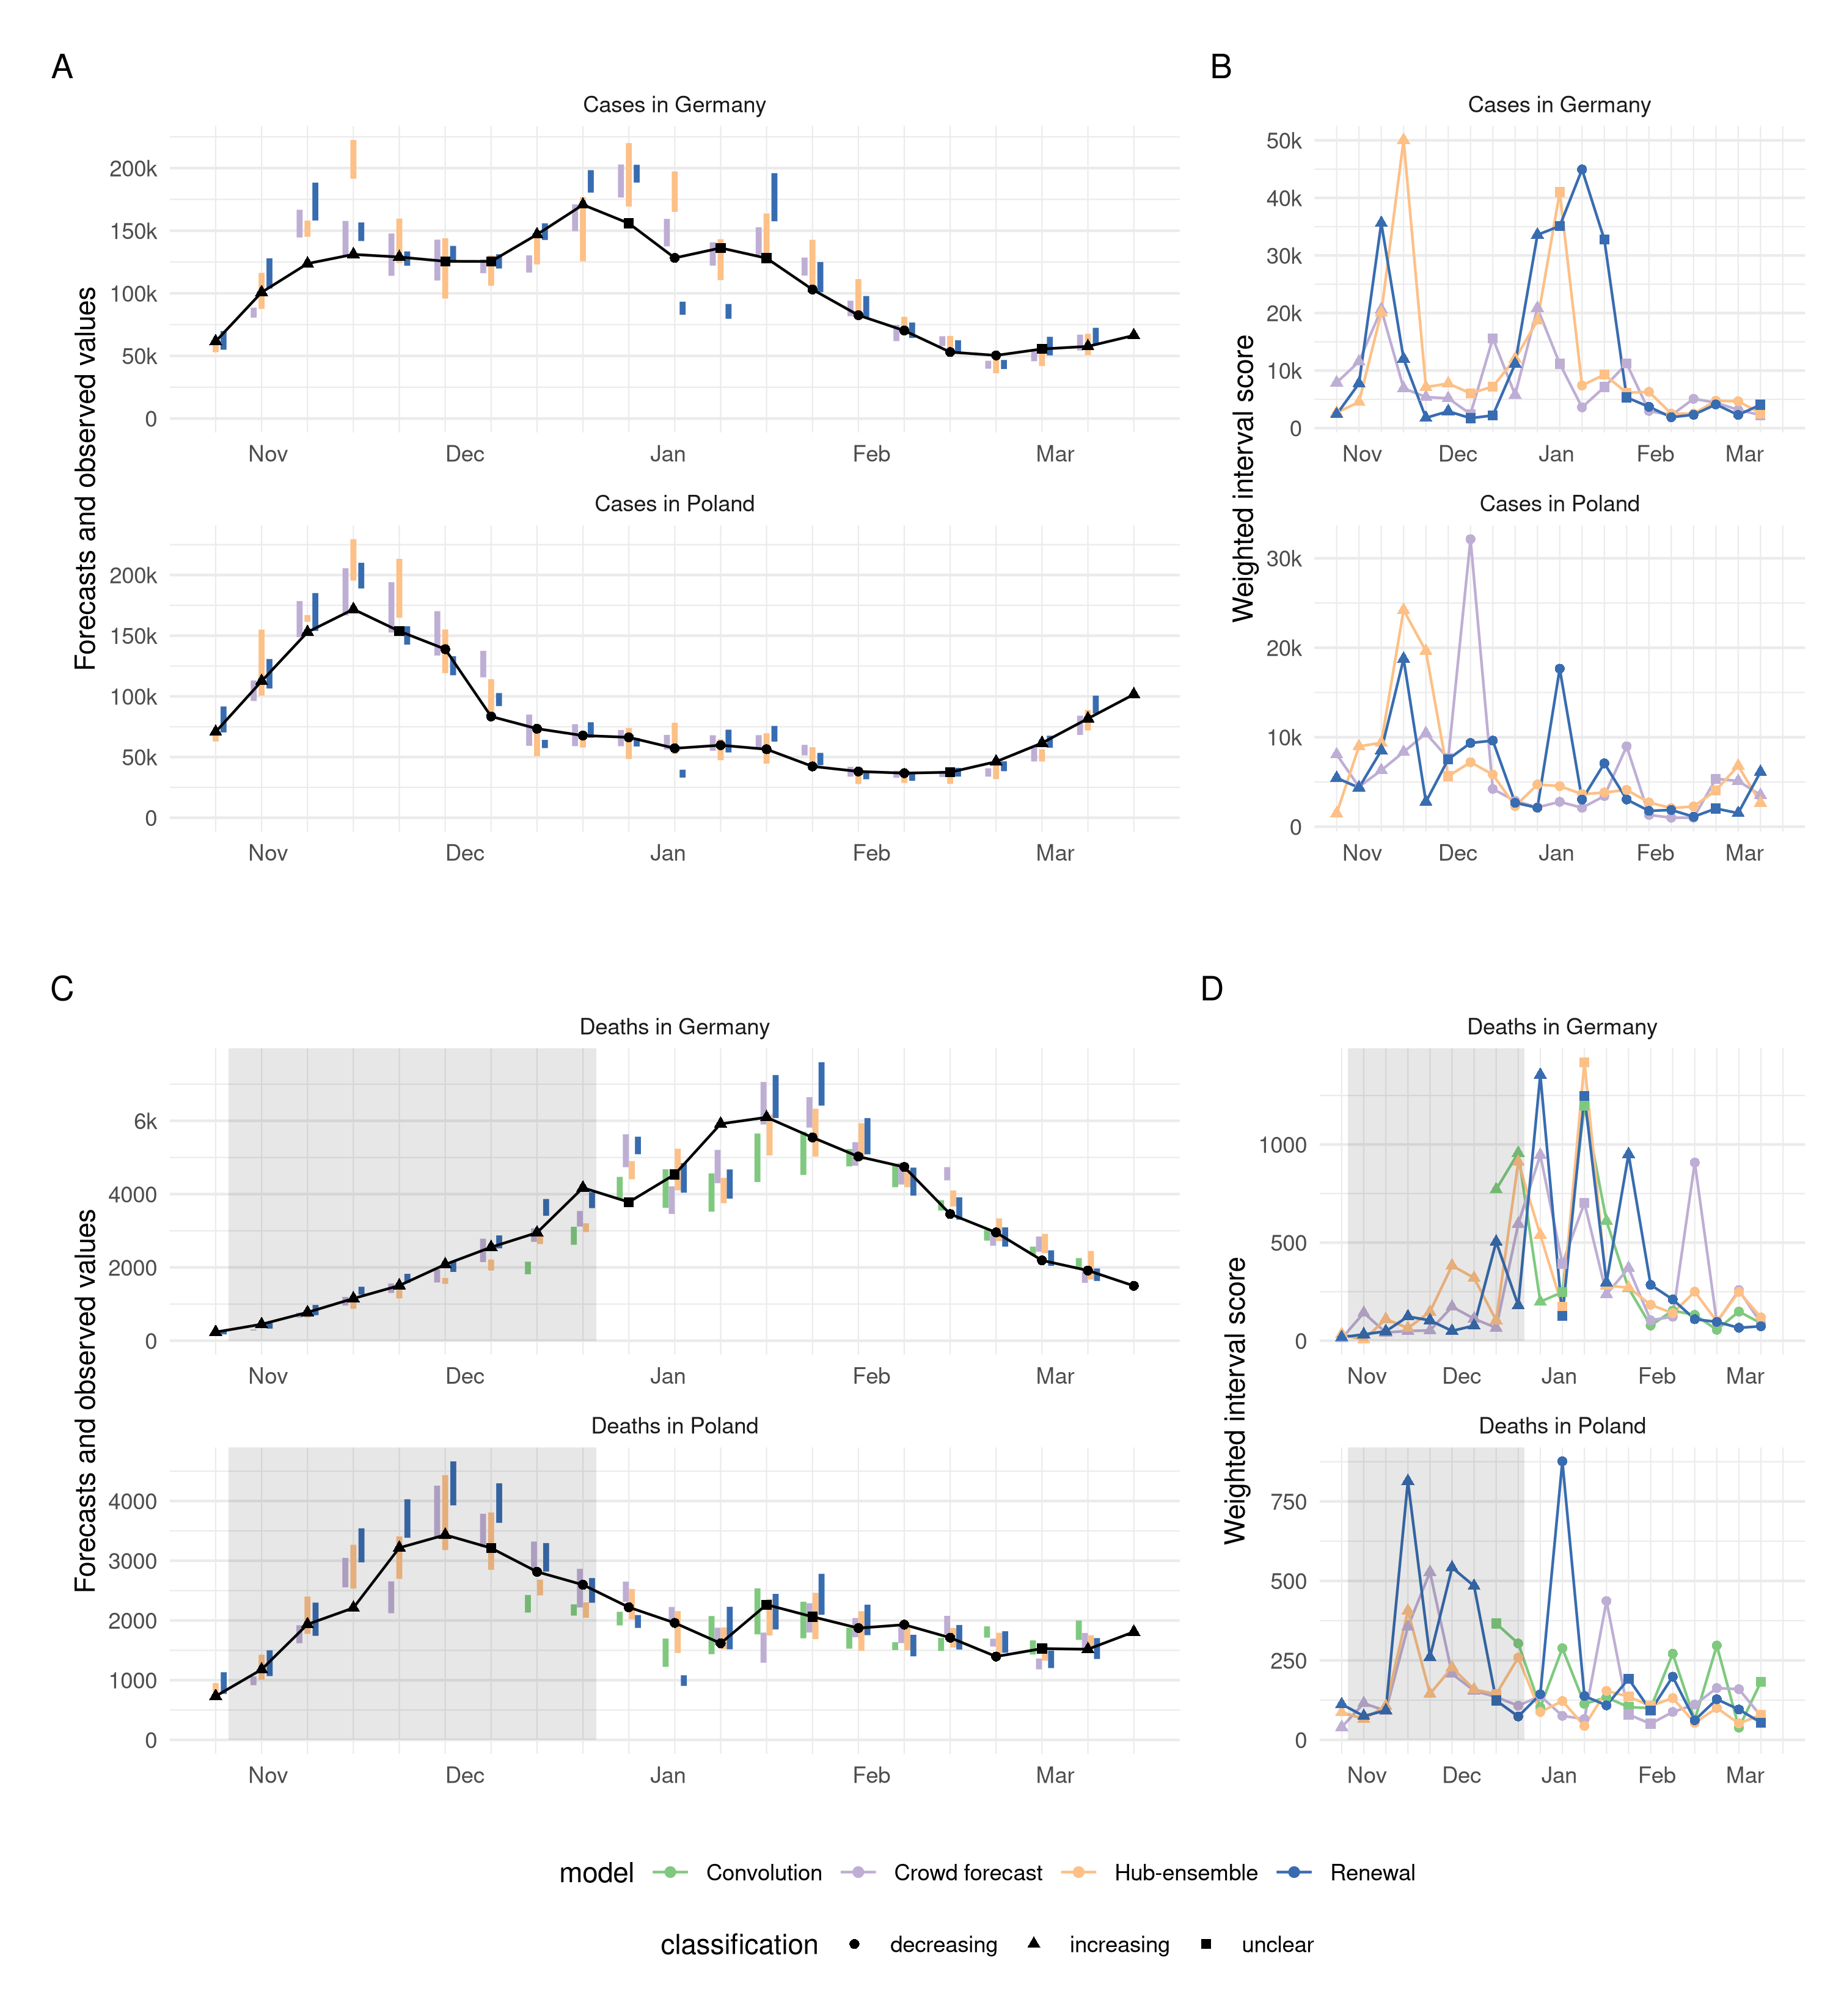 A
Cases in Germany
200k
150k
100k
50k
0
Nov Dec Jan Feb Mar
Cases in Poland
200k
150k
100k
50k
0
Nov Dec Jan Feb Mar
Forecasts and observed values
B
Cases in Germany
50k
40k
30k
20k
10k
0
Nov Dec Jan Feb Mar
Cases in Poland
30k
20k
10k
0
Nov Dec Jan Feb Mar
Weighted interval score
C
Deaths in Germany
6k
4000
2000
0
Nov Dec Jan Feb Mar
Deaths in Poland
4000
3000
2000
1000
0
Nov Dec Jan Feb Mar
Forecasts and observed values
D
Deaths in Germany
1000
500
0
Nov Dec Jan Feb Mar
Deaths in Poland
750
500
250
0
Nov Dec Jan Feb Mar
Weighted interval score
model Convolution Crowd forecast Hub-ensemble Renewal
classification decreasing increasing unclear